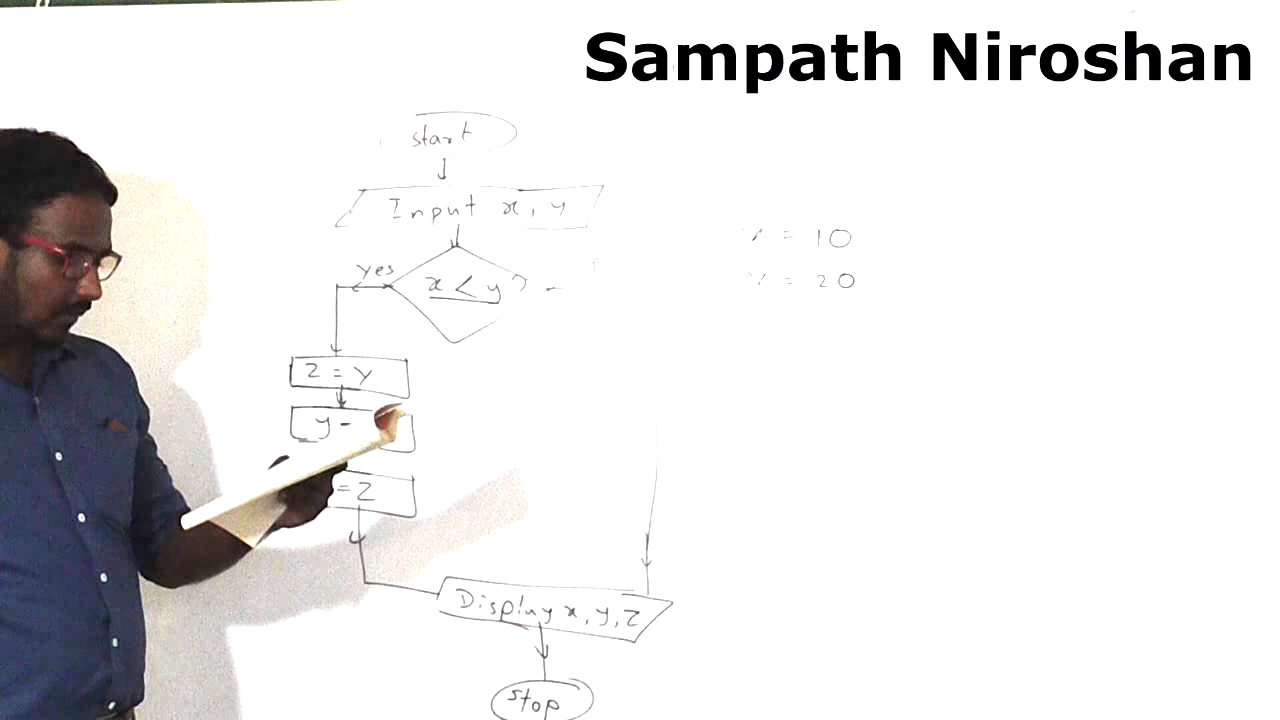 Sampath Niroshan
start
Input x, y
yes
x < y ?
x = 10
y = 20
Z = y
y =
= Z
Display x, y, Z
stop